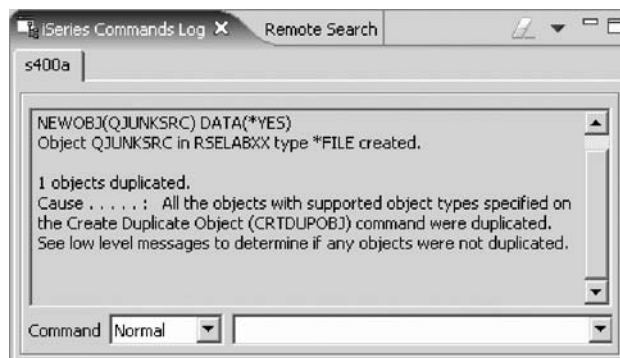 iSeries Commands Log Remote Search
s400a
NEWOBJ(QJUNKSRC) DATA(*YES)
Object QJUNKSRC in RSELABXX type *FILE created.
1 objects duplicated.
Cause . . . . . : All the objects with supported object types specified on
the Create Duplicate Object (CRTDUPOBJ) command were duplicated.
See low level messages to determine if any objects were not duplicated.
Command Normal